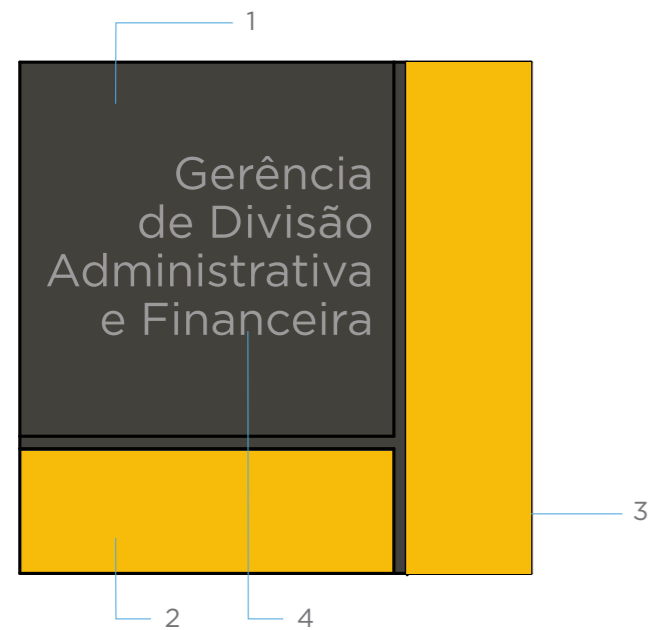 1
Gerência
de Divisão
Administrativa
e Financeira
3
2
4